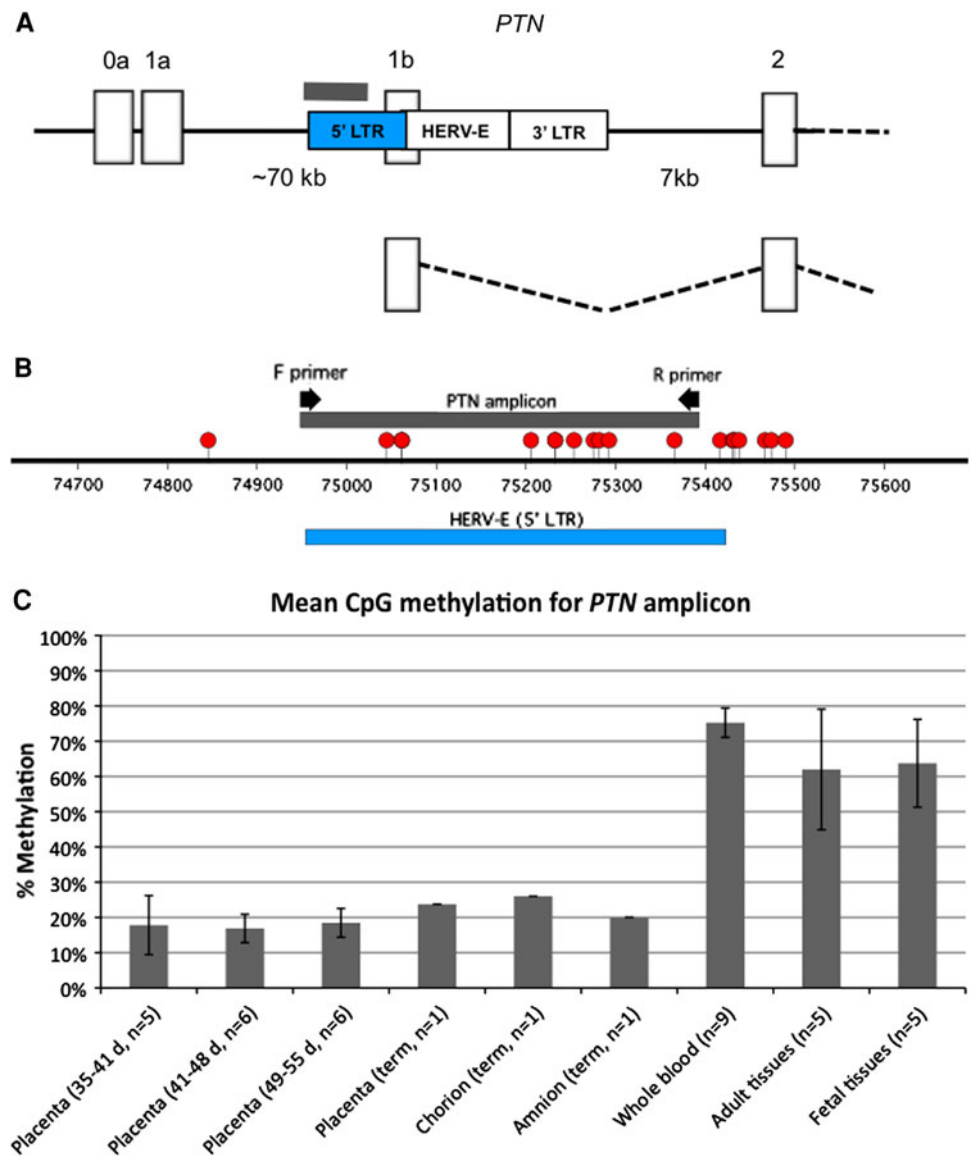 A
PTN
0a 1a 1b 2
5' LTR HERV-E 3' LTR
~70 kb 7kb
B
F primer R primer
PTN amplicon
74700 74800 74900 75000 75100 75200 75300 75400 75500 75600
HERV-E (5' LTR)
C
Mean CpG methylation for PTN amplicon
% Methylation
100%
90%
80%
70%
60%
50%
40%
30%
20%
10%
0%
Placenta (35-41 d, n=5)
Placenta (41-48 d, n=6)
Placenta (49-55 d, n=6)
Placenta (term, n=1)
Chorion (term, n=1)
Amnion (term, n=1)
Whole blood (n=9)
Adult tissues (n=5)
Fetal tissues (n=5)